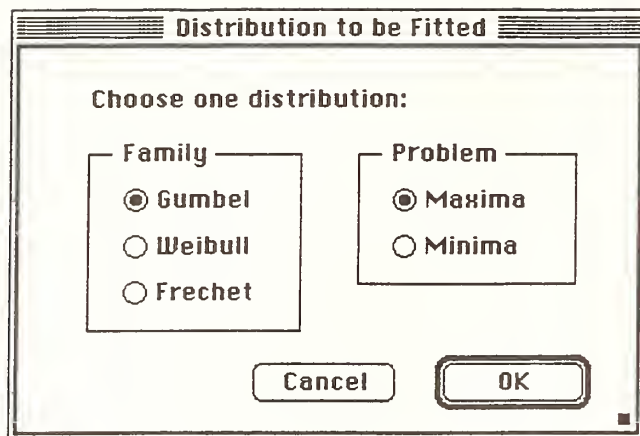 Distribution to be Fitted
Choose one distribution:
Family
Gumbel
Weibull
Frechet
Problem
Maxima
Minima
Cancel
OK